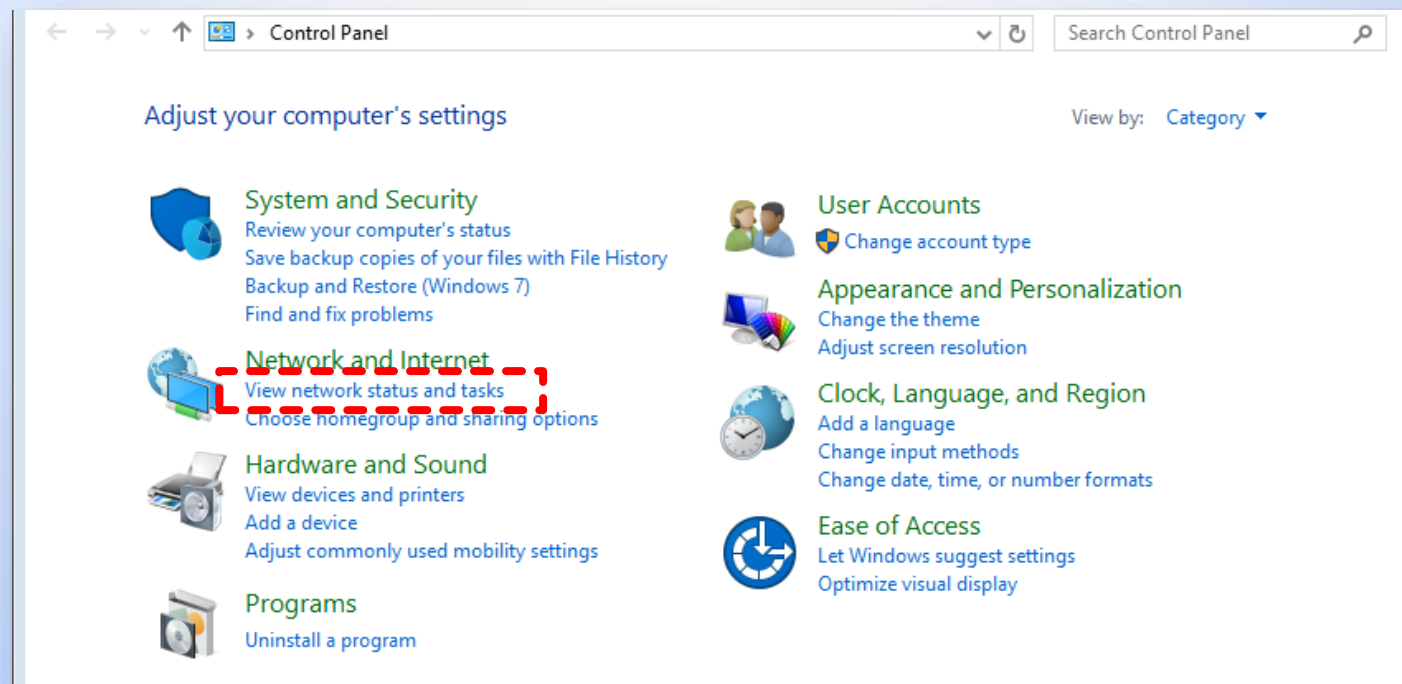 Control Panel
Search Control Panel
Adjust your computer's settings
View by: Category
System and Security
Review your computer's status
Save backup copies of your files with File History
Backup and Restore (Windows 7)
Find and fix problems
Network and Internet
View network status and tasks
Choose homegroup and sharing options
Hardware and Sound
View devices and printers
Add a device
Adjust commonly used mobility settings
Programs
Uninstall a program
User Accounts
Change account type
Appearance and Personalization
Change the theme
Adjust screen resolution
Clock, Language, and Region
Add a language
Change input methods
Change date, time, or number formats
Ease of Access
Let Windows suggest settings
Optimize visual display